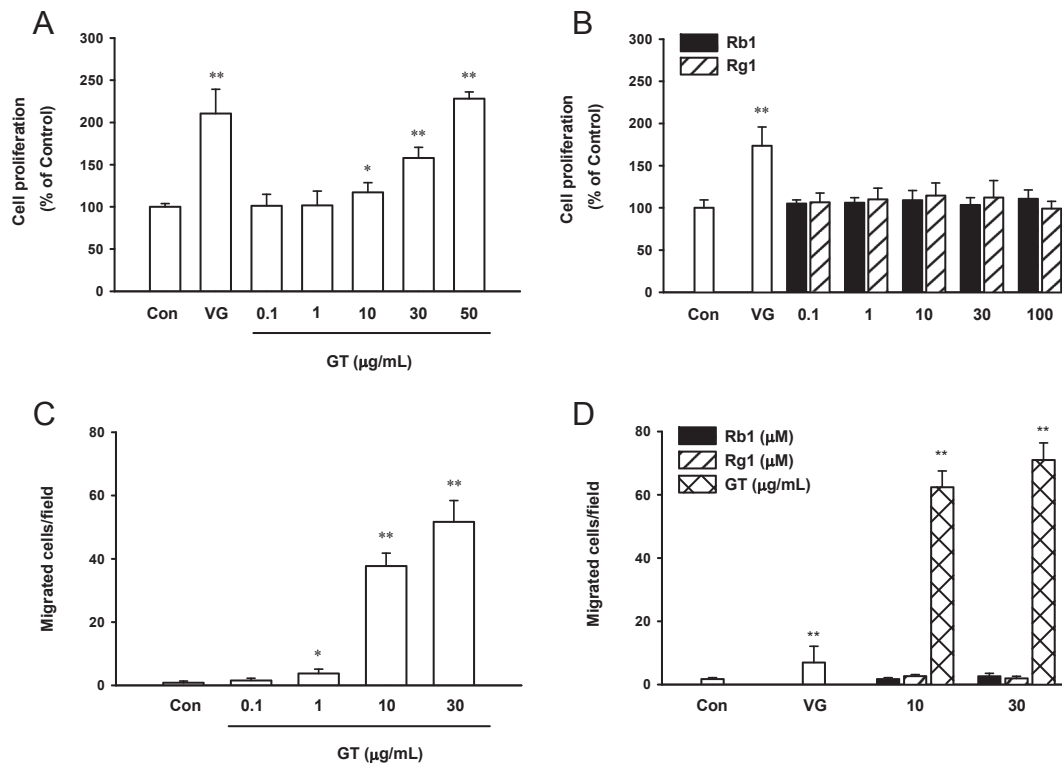 A
Cell proliferation
(% of Control)
300
250
200
150
100
50
0
**
**
**
*
Con VG 0.1 1 10 30 50
GT (μg/mL)
B
Rb1
Rg1
Cell proliferation
(% of Control)
300
250
200
150
100
50
0
**
Con VG 0.1 1 10 30 100
C
Migrated cells/field
80
60
40
20
0
**
**
*
Con 0.1 1 10 30
GT (μg/mL)
D
Rb1 (μM)
Rg1 (μM)
GT (μg/mL)
Migrated cells/field
80
60
40
20
0
**
**
**
Con VG 10 30